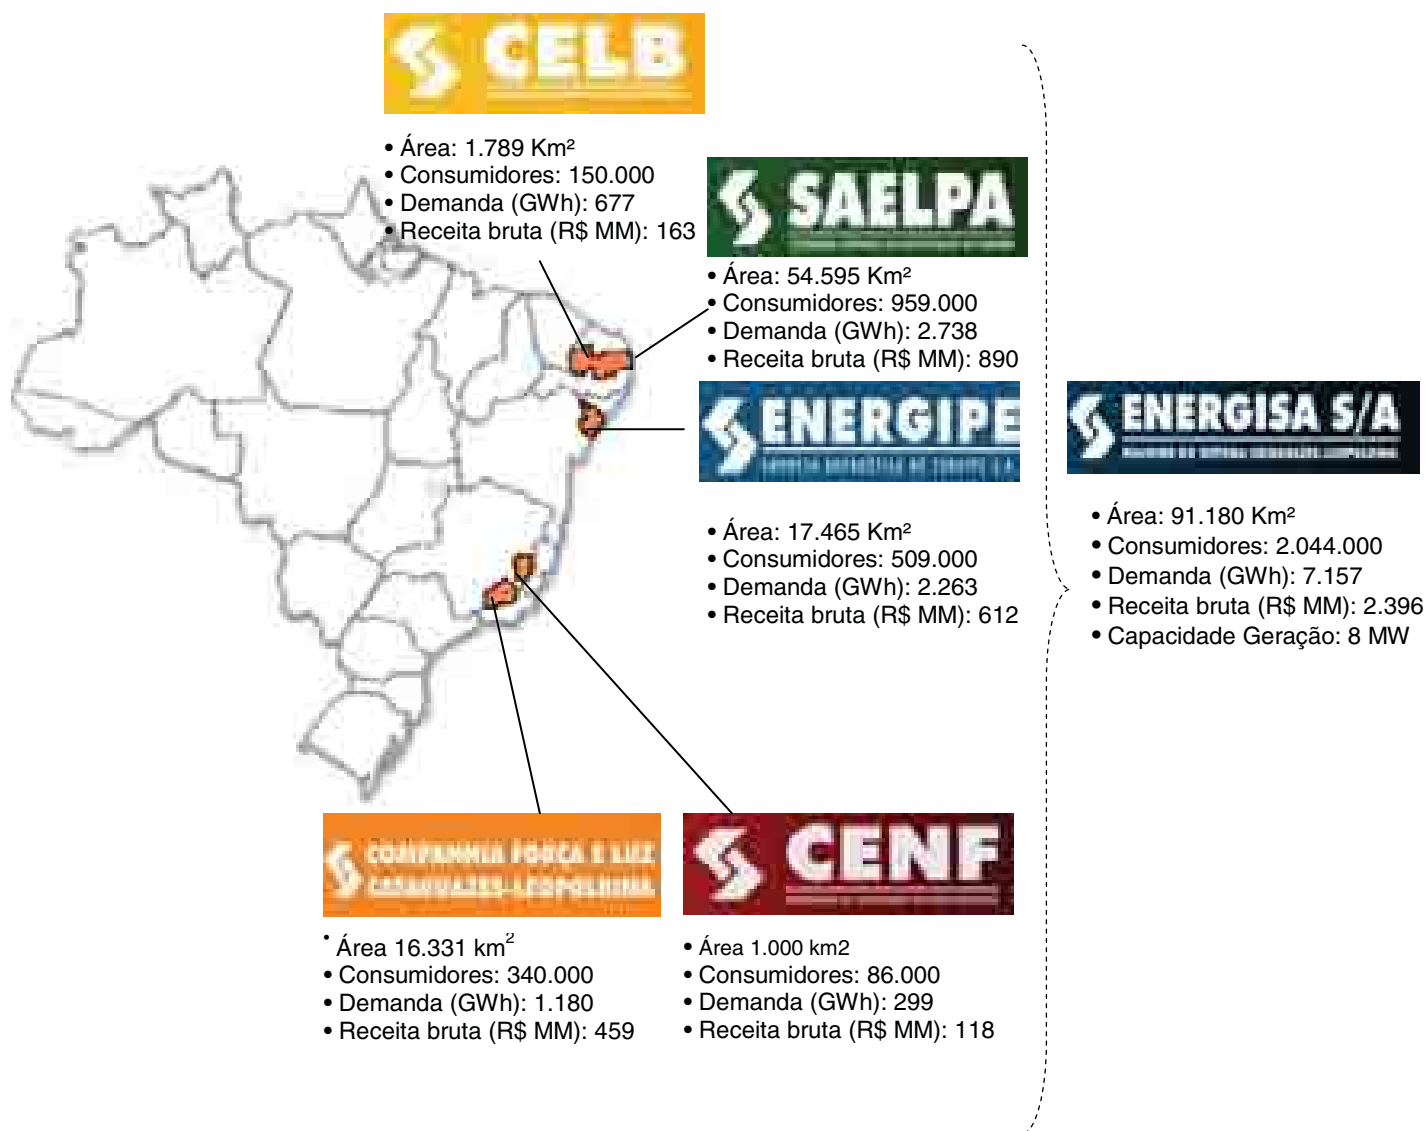 CELB
• Área: 1.789 Km²
• Consumidores: 150.000
• Demanda (GWh): 677
• Receita bruta (R$ MM): 163
SAELPA
• Área: 54.595 Km²
• Consumidores: 959.000
• Demanda (GWh): 2.738
• Receita bruta (R$ MM): 890
ENERGIPE
• Área: 17.465 Km²
• Consumidores: 509.000
• Demanda (GWh): 2.263
• Receita bruta (R$ MM): 612
ENERGISA S/A
• Área: 91.180 Km²
• Consumidores: 2.044.000
• Demanda (GWh): 7.157
• Receita bruta (R$ MM): 2.396
• Capacidade Geração: 8 MW
COMPANHIA FORÇA E LUZ
CATAGUAZES-LEOPOLDINA
• Área 16.331 km²
• Consumidores: 340.000
• Demanda (GWh): 1.180
• Receita bruta (R$ MM): 459
CENF
• Área 1.000 km2
• Consumidores: 86.000
• Demanda (GWh): 299
• Receita bruta (R$ MM): 118